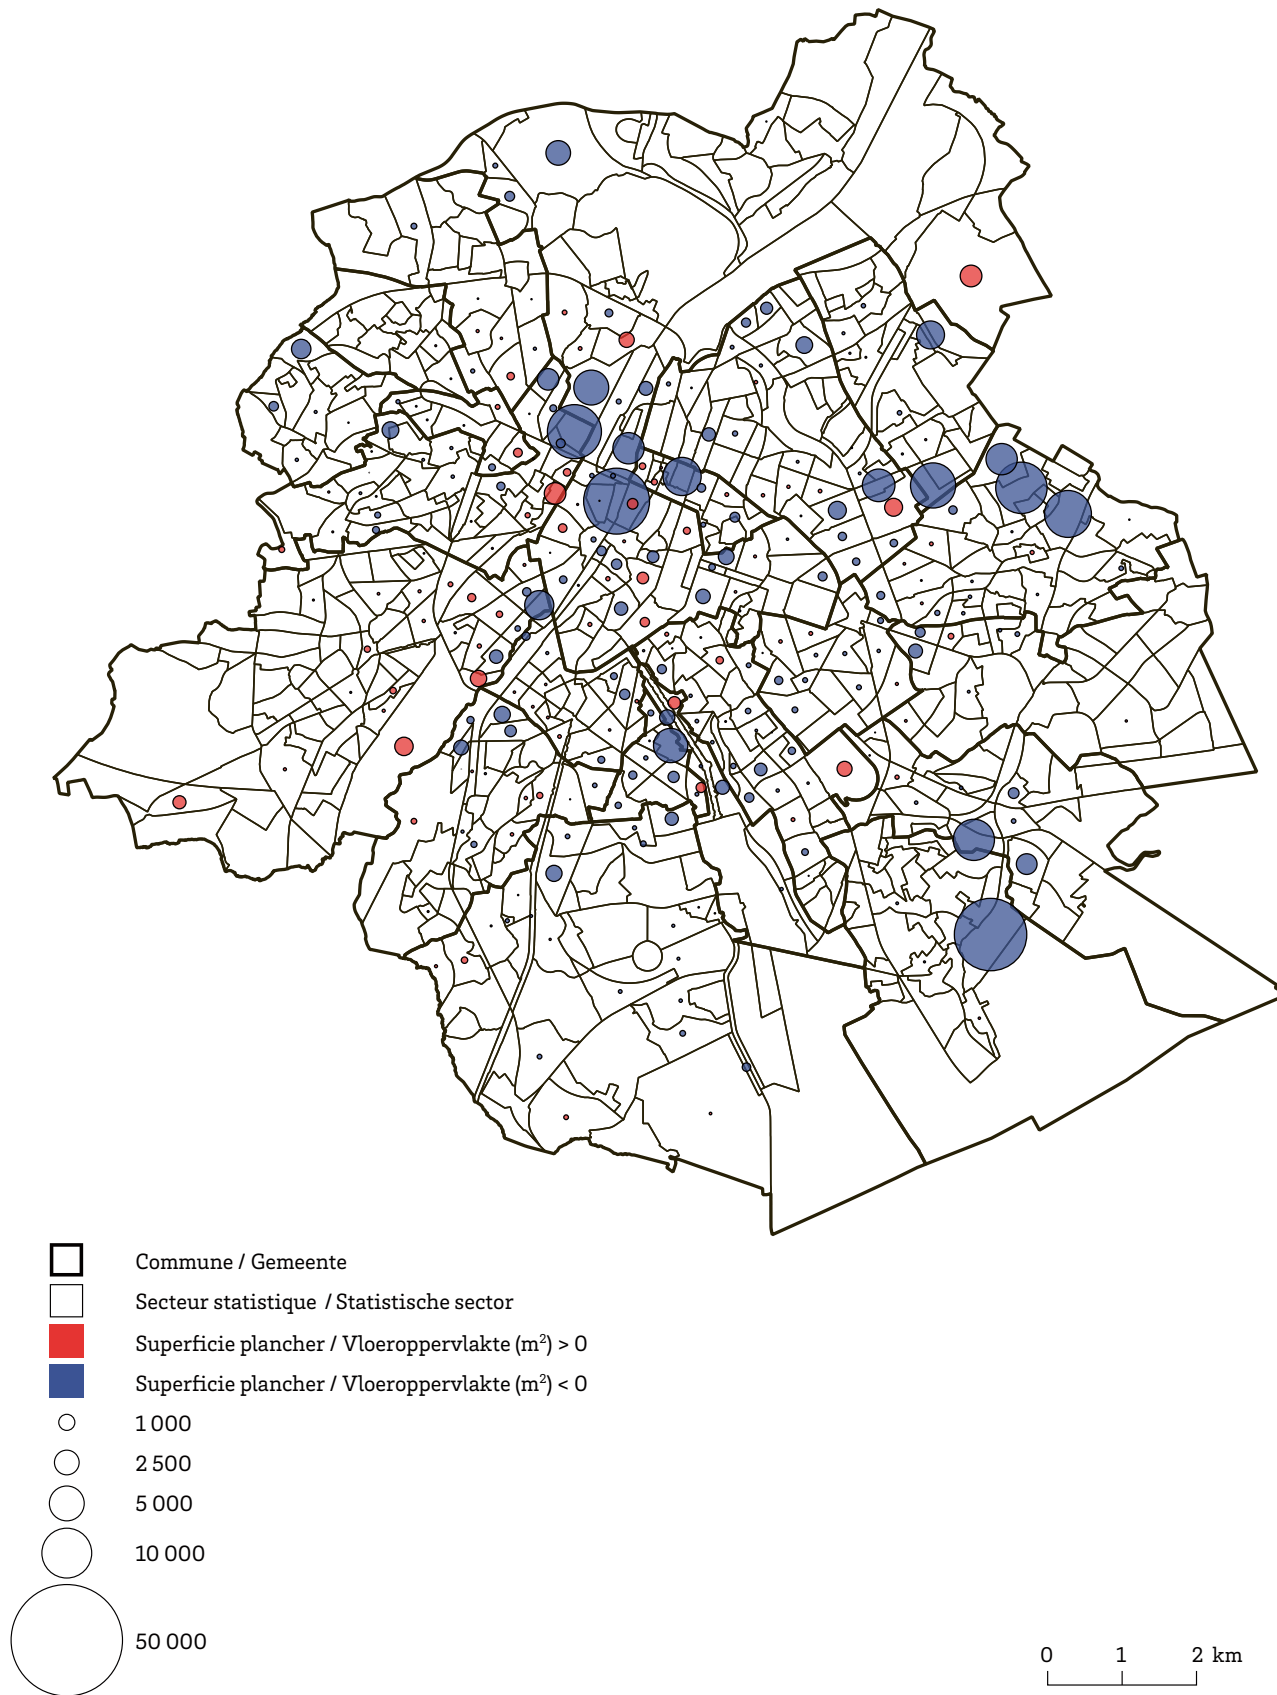 Commune / Gemeente
Secteur statistique / Statistische sector
Superficie plancher / Vloeroppervlakte (m²) > 0
Superficie plancher / Vloeroppervlakte (m²) < 0
1 000
2 500
5 000
10 000
50 000
0 1 2 km